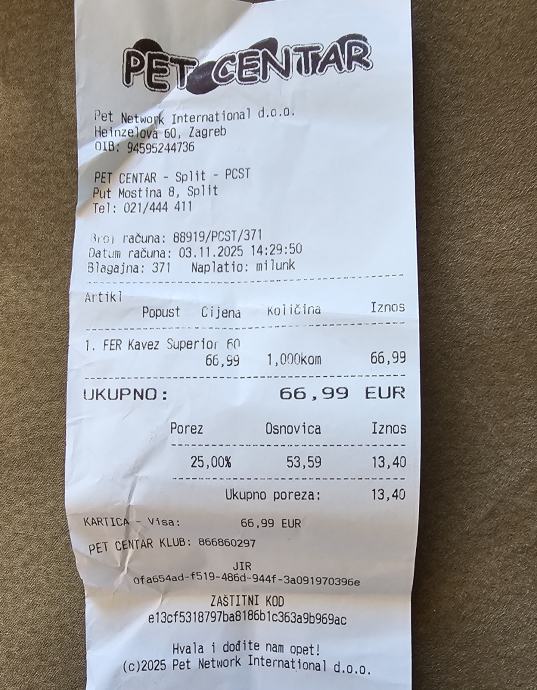 PET CENTAR
Pet Network International d.o.o.
Heinzelova 60, Zagreb
OIB: 94595244736
PET CENTAR - Split - PCST
Put Mostina 8, Split
Tel: 021/444 411
Broj računa: 88919/PCST/371
Datum računa: 03.11.2025 14:29:50
Blagajna: 371 Naplatio: milunk
Artikl
Popust Cijena Količina Iznos
1. FER Kavez Superior 60
66,99 1,000kom 66,99
UKUPNO: 66,99 EUR
Porez Osnovica Iznos
25,00% 53,59 13,40
Ukupno poreza: 13,40
KARTICA - Visa: 66,99 EUR
PET CENTAR KLUB: 866860297
JIR
0fa654ad-f519-486d-944f-3a091970396e
ZAŠTITNI KOD
e13cf5318797ba8186b1c363a9b969ac
Hvala i dođite nam opet!
(c)2025 Pet Network International d.o.o.